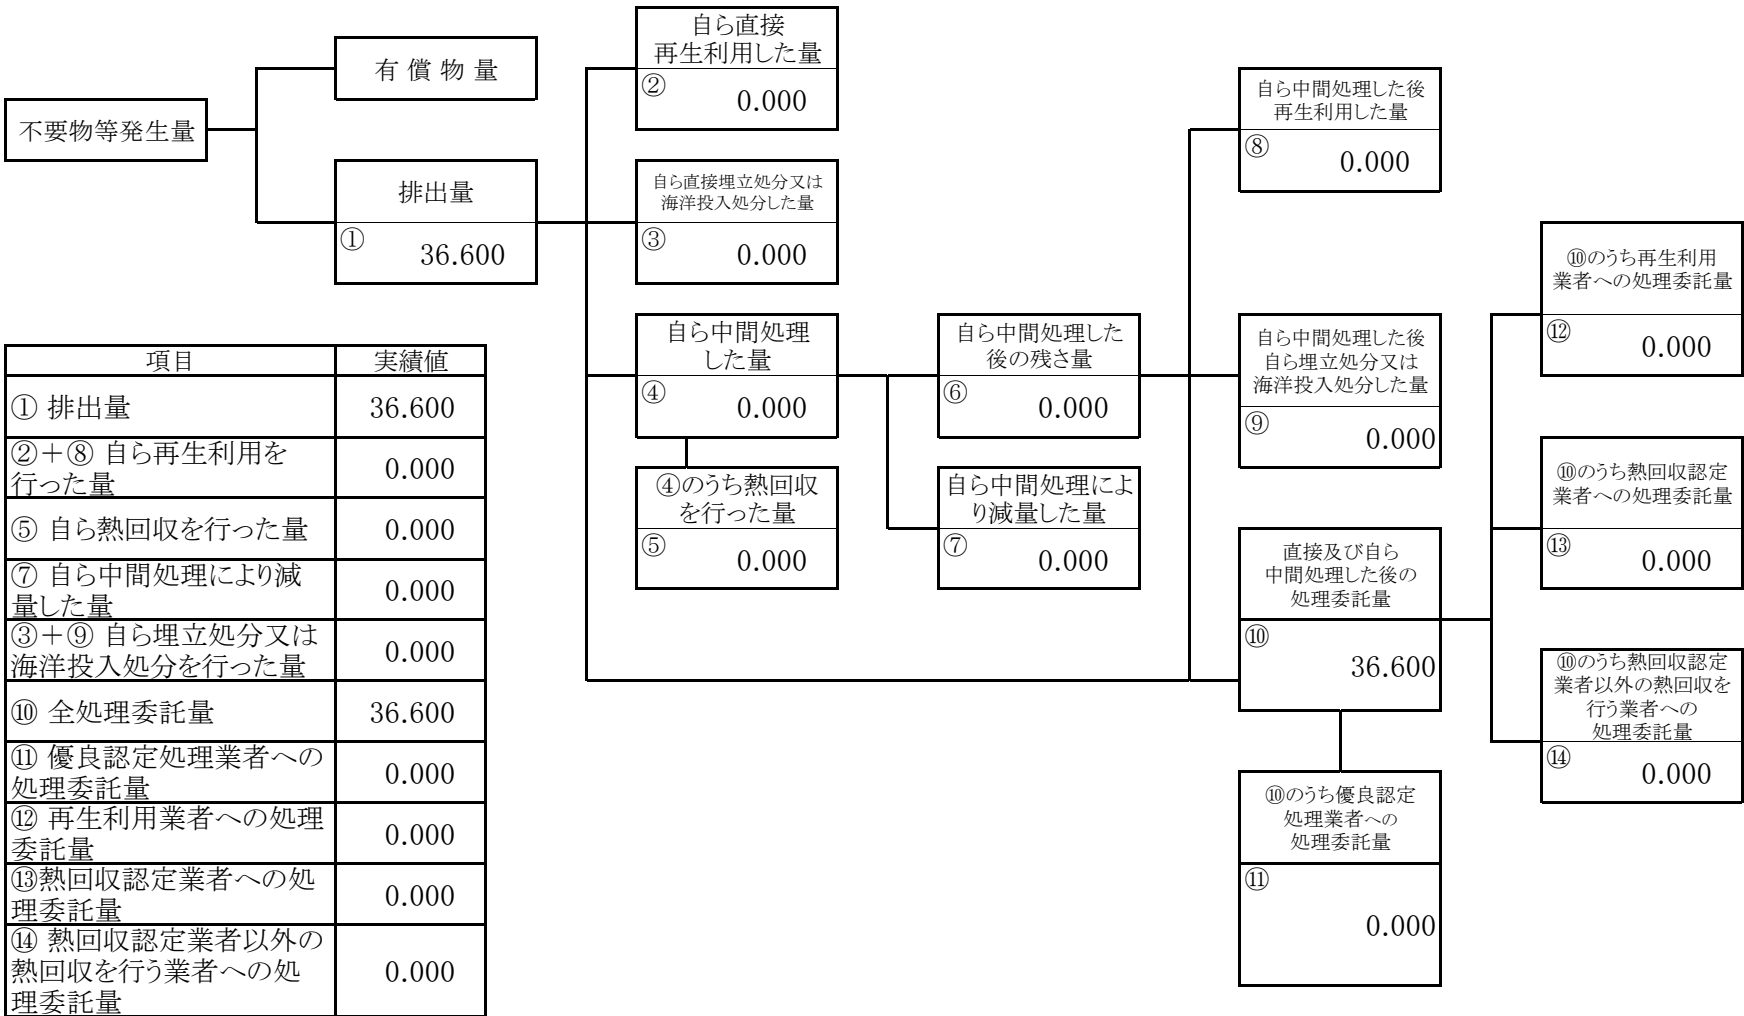 不要物等発生量
有 償 物 量
排出量
①
36.600
自ら直接
再生利用した量
②
0.000
自ら直接埋立処分又は
海洋投入処分した量
③
0.000
自ら中間処理
した量
④
0.000
④のうち熱回収
を行った量
⑤
0.000
自ら中間処理した
後の残さ量
⑥
0.000
自ら中間処理によ
り減量した量
⑦
0.000
自ら中間処理した後
再生利用した量
⑧
0.000
自ら中間処理した後
自ら埋立処分又は
海洋投入処分した量
⑨
0.000
直接及び自ら
中間処理した後の
処理委託量
⑩
36.600
⑩のうち優良認定
処理業者への
処理委託量
⑪
0.000
⑩のうち再生利用
業者への処理委託量
⑫
0.000
⑩のうち熱回収認定
業者への処理委託量
⑬
0.000
⑩のうち熱回収認定
業者以外の熱回収を
行う業者への
処理委託量
⑭
0.000
項目 実績値
① 排出量 36.600
②＋⑧ 自ら再生利用を
行った量
0.000
⑤ 自ら熱回収を行った量 0.000
⑦ 自ら中間処理により減
量した量
0.000
③＋⑨ 自ら埋立処分又は
海洋投入処分を行った量
0.000
⑩ 全処理委託量 36.600
⑪ 優良認定処理業者への
処理委託量
0.000
⑫ 再生利用業者への処理
委託量
0.000
⑬熱回収認定業者への処
理委託量
0.000
⑭ 熱回収認定業者以外の
熱回収を行う業者への処
理委託量
0.000